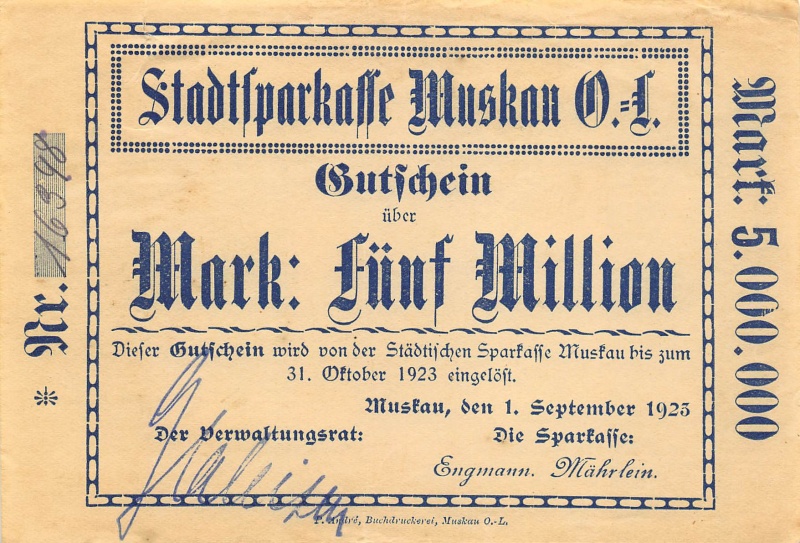 Stadtsparkasse Muskau O.-L.
Gutschein
über
Mark: Fünf Million
Dieser Gutschein wird von der Städtischen Sparkasse Muskau bis zum
31. Oktober 1923 eingelöst.
Muskau, den 1. September 1923
Der Verwaltungsrat:
Die Sparkasse:
Engmann. Mährlein.
P. André, Buchdruckerei, Muskau O.-L.
* Nr. 16398
Mark: 5.000.000